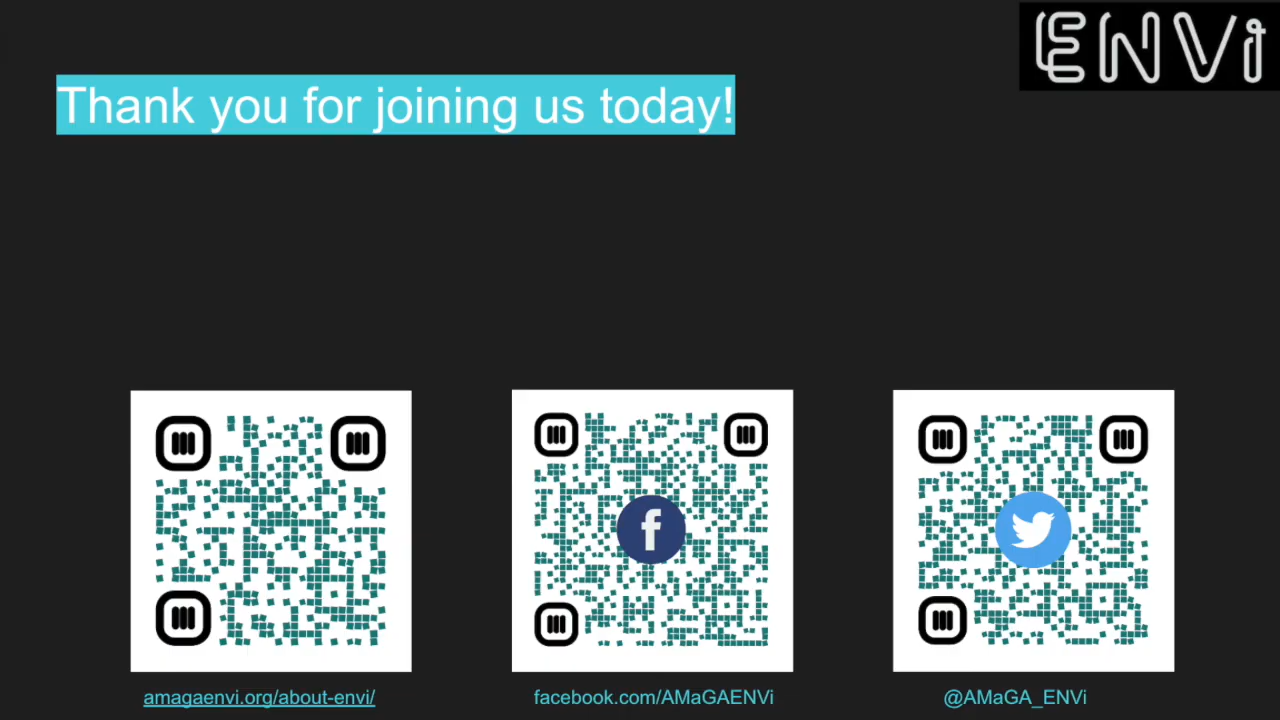 ENVi
Thank you for joining us today!
amagaenvi.org/about-envi/
facebook.com/AMaGAENVi
@AMaGA_ENVi